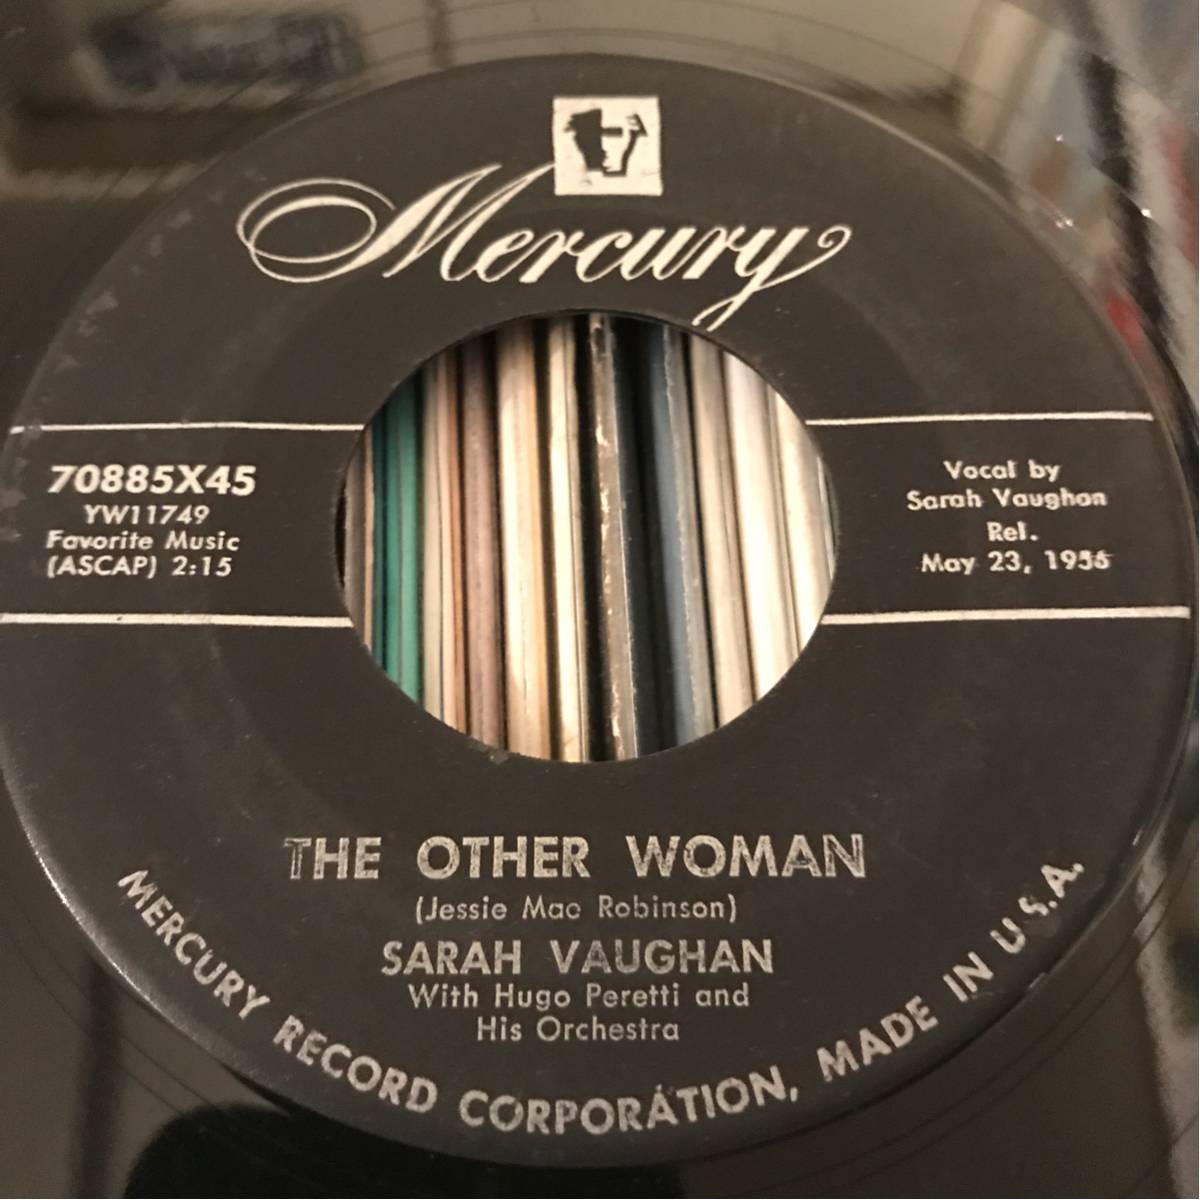 Mercury
70885X45
YW11749
Favorite Music
(ASCAP) 2:15
Vocal by
Sarah Vaughan
Rel.
May 23, 1956
THE OTHER WOMAN
(Jessie Mae Robinson)
SARAH VAUGHAN
With Hugo Peretti and
His Orchestra
MERCURY RECORD CORPORATION, MADE IN U.S.A.